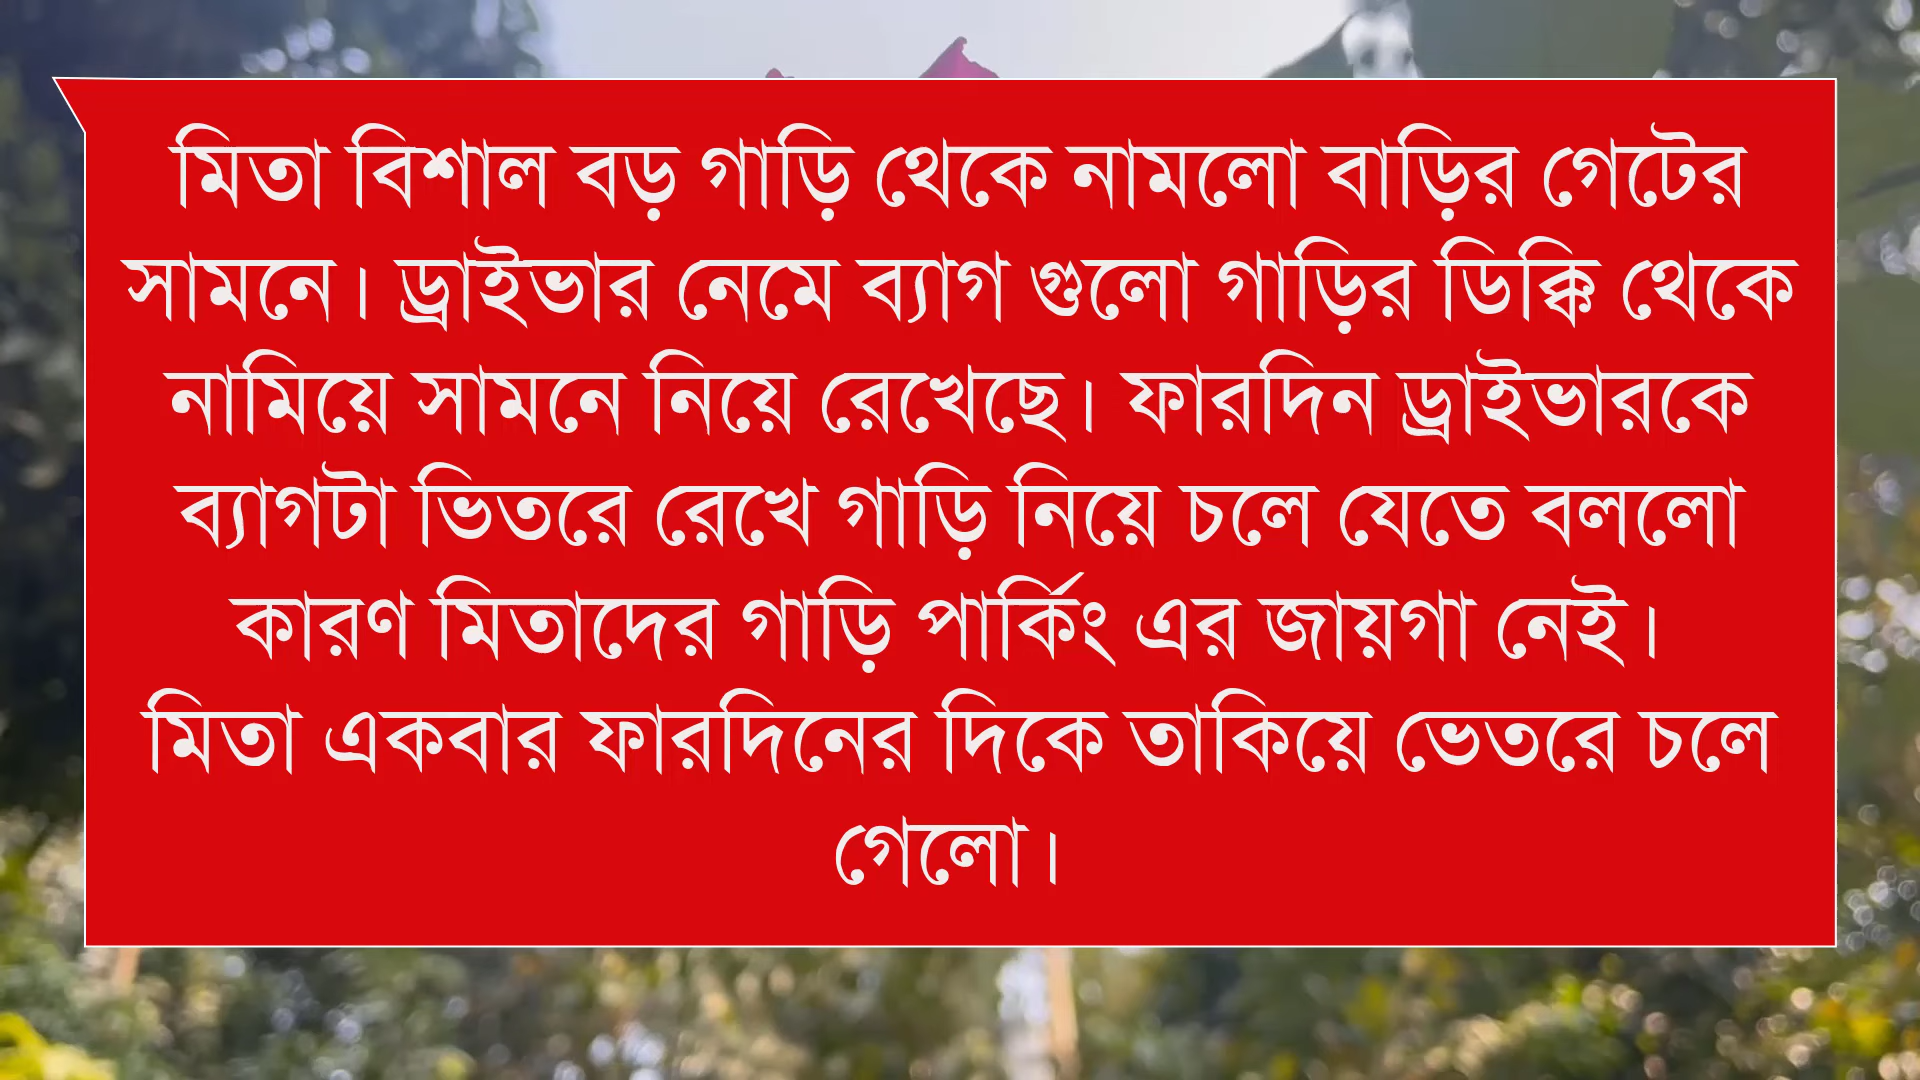 মিতা বিশাল বড় গাড়ি থেকে নামলো বাড়ির গেটের
সামনে। ড্রাইভার নেমে ব্যাগ গুলো গাড়ির ডিক্কি থেকে
নামিয়ে সামনে নিয়ে রেখেছে। ফারদিন ড্রাইভারকে
ব্যাগটা ভিতরে রেখে গাড়ি নিয়ে চলে যেতে বললো
কারণ মিতাদের গাড়ি পার্কিং এর জায়গা নেই।
মিতা একবার ফারদিনের দিকে তাকিয়ে ভেতরে চলে
গেলো।